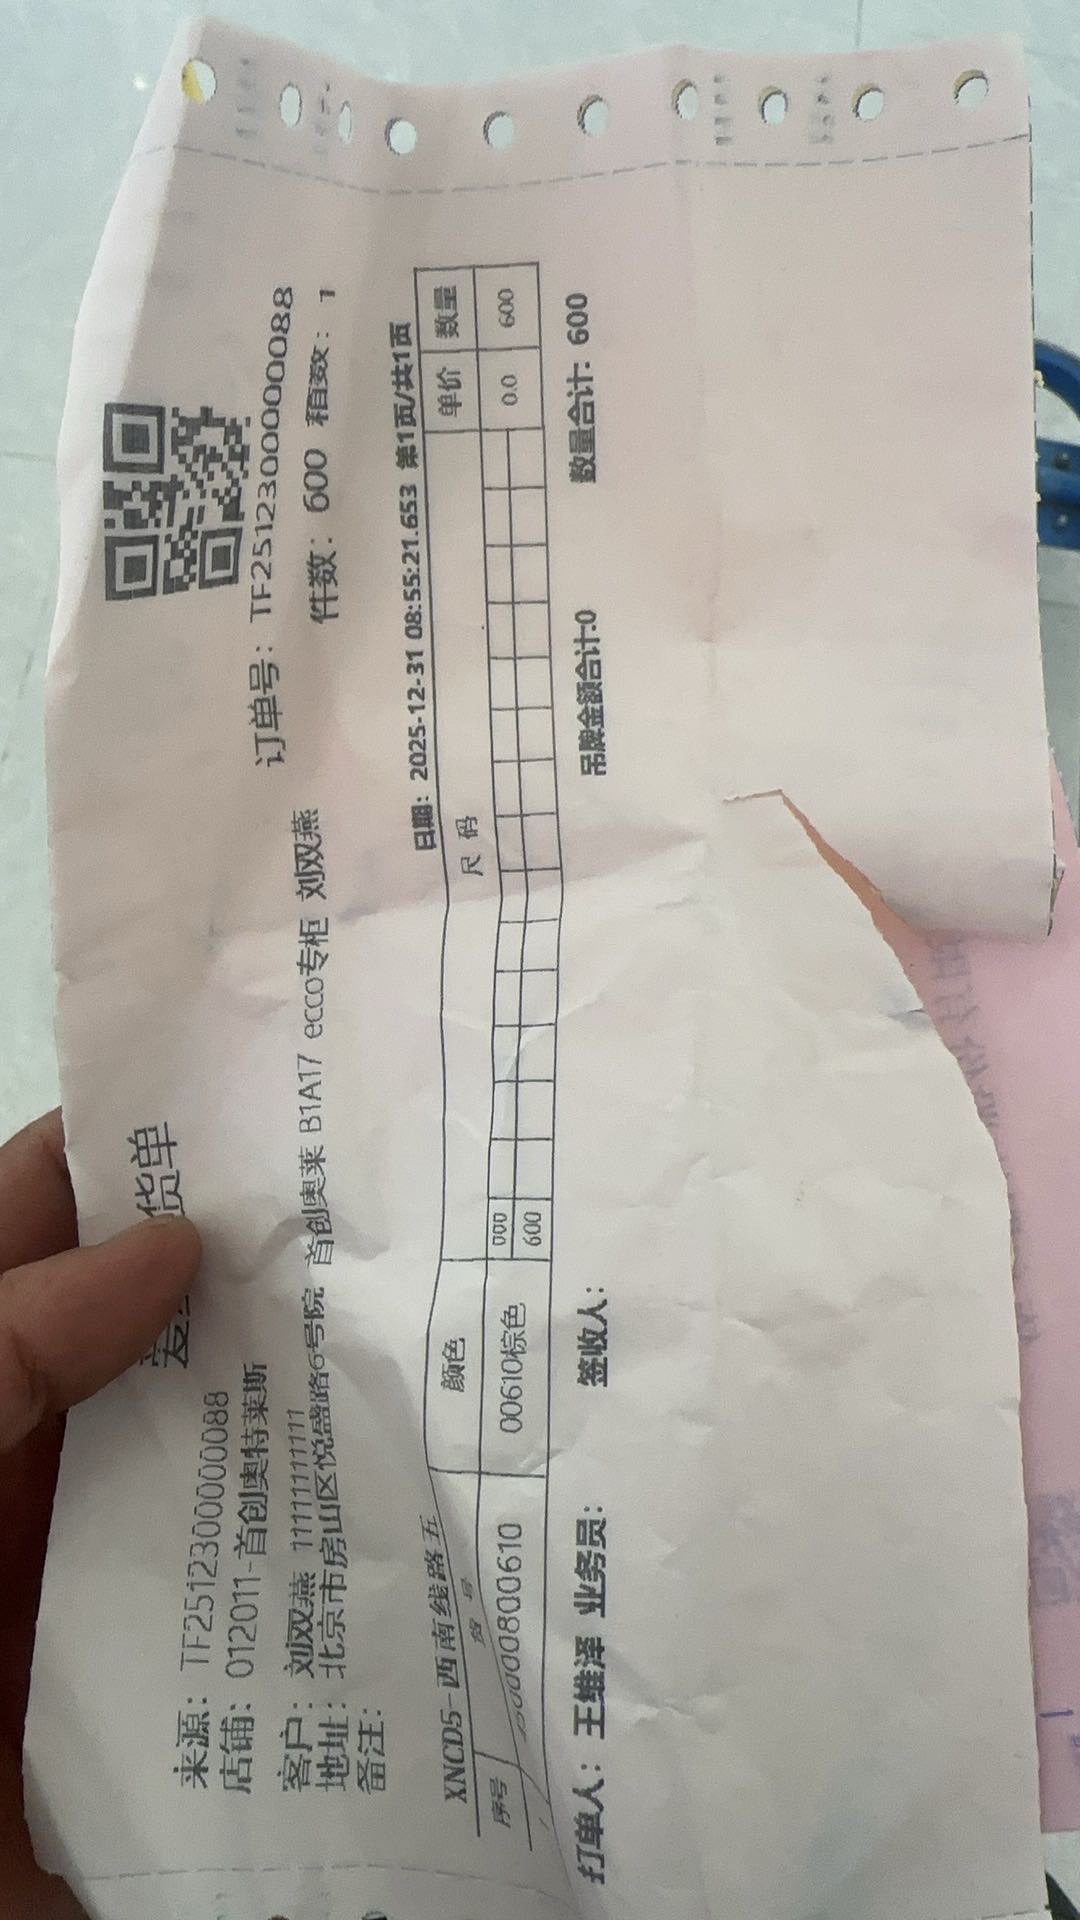 货单
来源：TF25123000000088
订单号：TF25123000000088
店铺：012011-首创奥特莱斯
件数：600 箱数：1
客户：刘双燕 11111111111
地址：北京市房山区悦盛路6号院 首创奥莱 B1A17 ecco专柜 刘双燕
备注：
XNCD5-西南线路五 日期：2025-12-31 08:55:21.653 第1页/共1页
序号 货 号 颜色 尺 码 单价 数量
000
00610棕色 0.0 600
600
打单人：王维泽 业务员： 签收人： 吊牌金额合计:0 数量合计：600